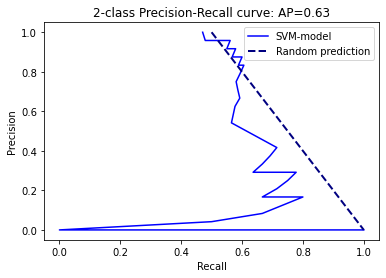 2-class Precision-Recall curve: AP=0.63
SVM-model
Random prediction
Precision
1.0
0.8
0.6
0.4
0.2
0.0
0.0 0.2 0.4 0.6 0.8 1.0
Recall